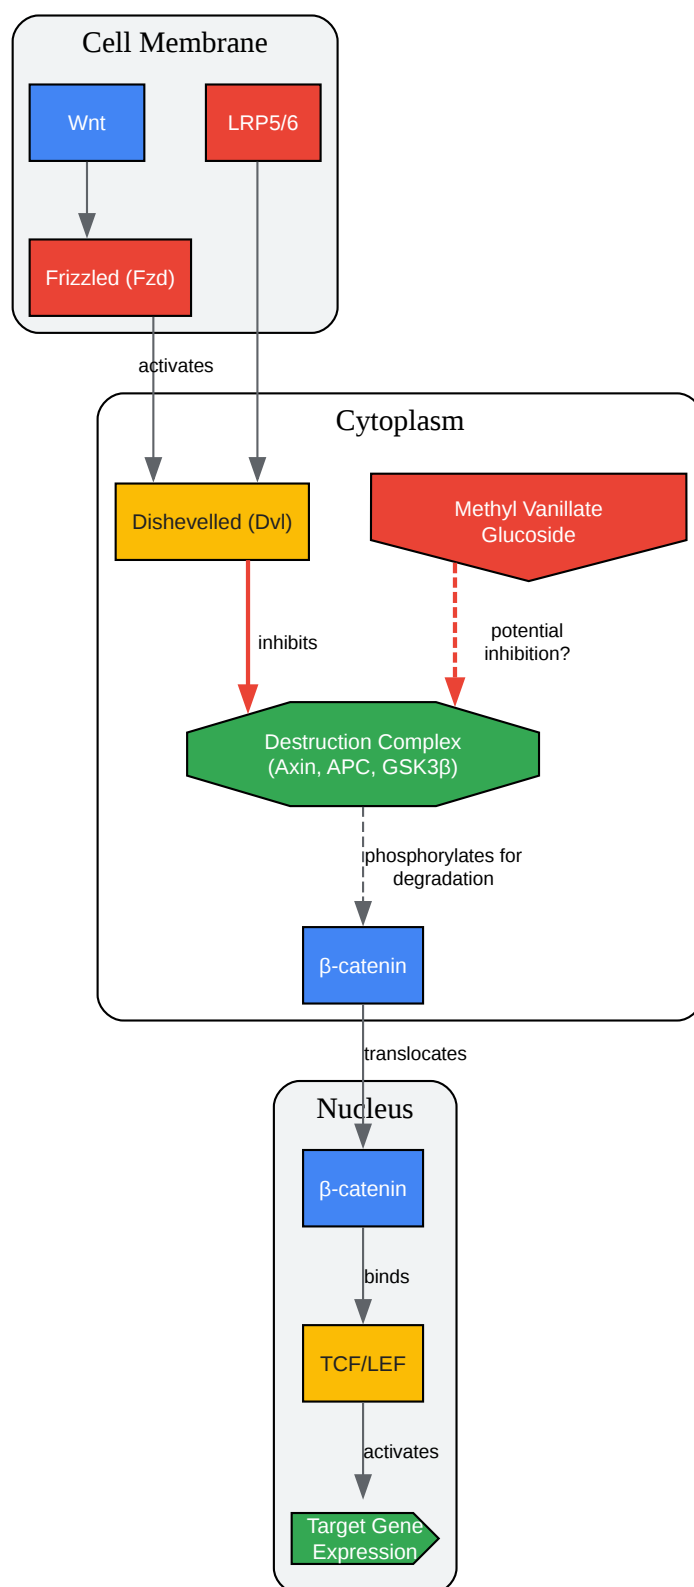 Cell Membrane
Wnt
LRP5/6
Frizzled (Fzd)
activates
Cytoplasm
Dishevelled (Dvl)
Methyl Vanillate
Glucoside
inhibits
potential
inhibition?
Destruction Complex
(Axin, APC, GSK3β)
phosphorylates for
degradation
β-catenin
translocates
Nucleus
β-catenin
binds
TCF/LEF
activates
Target Gene
Expression